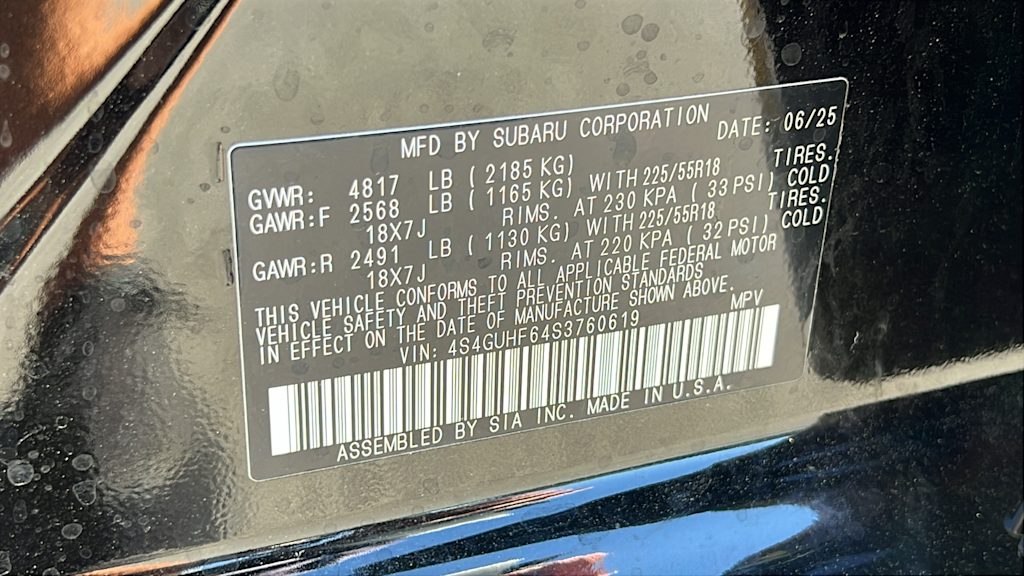 MFD BY SUBARU CORPORATION DATE: 06/25
GVWR: 4817 LB ( 2185 KG)
GAWR:F 2568 LB ( 1165 KG) WITH 225/55R18 TIRES.
18X7J RIMS. AT 230 KPA ( 33 PSI) COLD
GAWR:R 2491 LB ( 1130 KG) WITH 225/55R18 TIRES.
18X7J RIMS. AT 220 KPA ( 32 PSI) COLD
THIS VEHICLE CONFORMS TO ALL APPLICABLE FEDERAL MOTOR
VEHICLE SAFETY AND THEFT PREVENTION STANDARDS
IN EFFECT ON THE DATE OF MANUFACTURE SHOWN ABOVE.
VIN: 4S4GUHF64S3760619 MPV
ASSEMBLED BY SIA INC. MADE IN U.S.A.